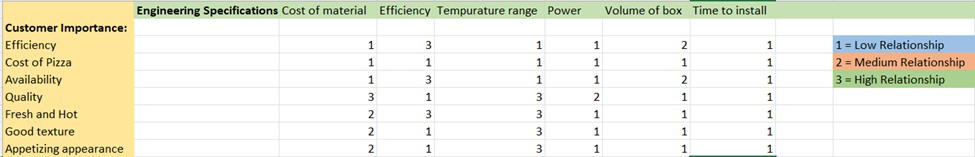 Engineering Specifications Cost of material Efficiency Tempurature range Power Volume of box Time to install
Customer Importance:
Efficiency 1 3 1 1 2 1 1 = Low Relationship
Cost of Pizza 1 1 1 1 1 1 2 = Medium Relationship
Availability 1 3 1 1 2 1 3 = High Relationship
Quality 3 1 3 2 1 1
Fresh and Hot 2 3 3 1 1 1
Good texture 2 1 3 1 1 1
Appetizing appearance 2 1 3 1 1 1